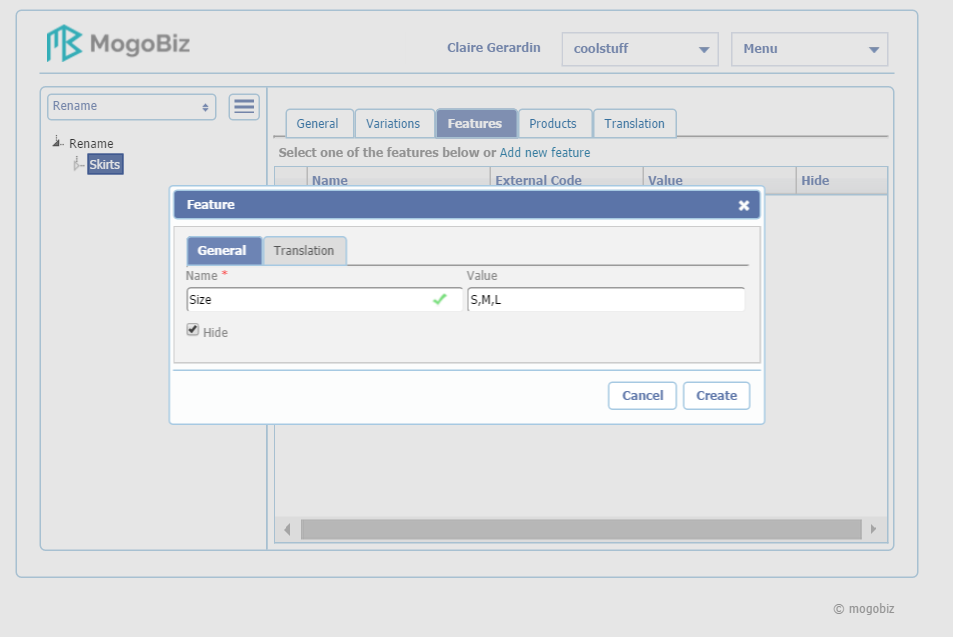 MogoBiz
Claire Gerardin
coolstuff
Menu
Rename
Rename
Skirts
General
Variations
Features
Products
Translation
Select one of the features below or Add new feature
Name
External Code
Value
Hide
Feature
General
Translation
Name *
Value
Size
S,M,L
Hide
Cancel
Create
© mogobiz